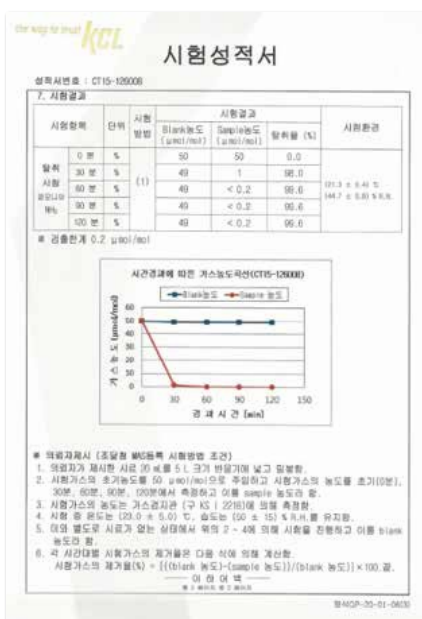 the way to trust KCL
시험성적서
성적서번호 : CT15-126006
7. 시험결과
시험항목 단위 시험방법 시험결과 시험환경
Blank농도 (μmol/mol) Sample농도 (μmol/mol) 탈취율 (%)
탈취시험 암모니아 NH₃ (1) (21.3 ± 0.4) ℃
0 분 % 50 50 0.0
30 분 % 49 1 98.0
60 분 % 49 < 0.2 99.6
90 분 % 49 < 0.2 99.6
120 분 % 49 < 0.2 99.6
※ 검출한계 0.2 μmol/mol
시간경과에 따른 가스농도곡선(CT15-126006)
Blank농도 Sample 농도
가스농도(μmol/mol)
60
50
40
30
20
10
0
0 30 60 90 120 150
경과시간 [min]
※ 의뢰자제시 (조달청 MAS등록 시험방법 조건)
1. 의뢰자가 제시한 시료 20 mL를 5 L 크기 반응기에 넣고 밀봉함.
2. 시험가스의 초기농도를 50 μmol/mol으로 주입하고 시험가스의 농도를 초기(0분),
30분, 60분, 90분, 120분에서 측정하고 이를 sample 농도라 함.
3. 시험가스의 농도는 가스검지관 (구 KS I 2218)에 의해 측정함.
4. 시험 중 온도는 (23.0 ± 5.0) ℃, 습도는 (50 ± 15) % R.H.를 유지함.
5. 이와 별도로 시료가 없는 상태에서 위의 2 - 4에 의해 시험을 진행하고 이를 blank
농도라 함.
6. 각 시간대별 시험가스의 제거율은 다음 식에 의해 계산함.
시험가스의 제거율(%) = [{(blank 농도)-(sample 농도)}/(blank 농도)]×100. 끝.
이 하 여 백